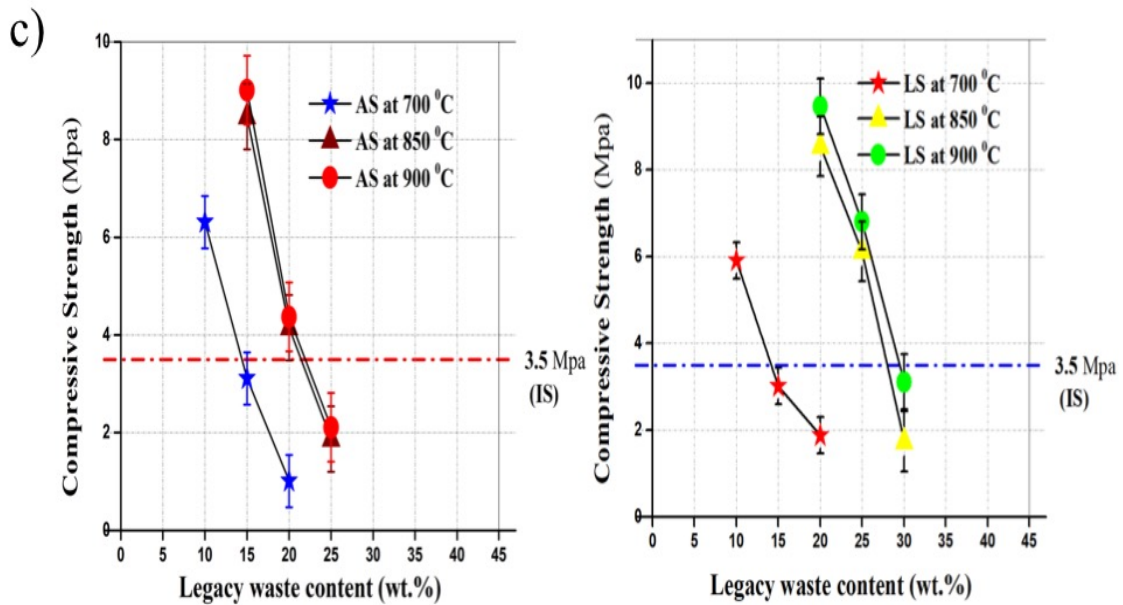 c)
10
8
6
4
2
0
0 5 10 15 20 25 30 35 40 45
Compressive Strength (Mpa)
Legacy waste content (wt.%)
AS at 700 ⁰C
AS at 850 ⁰C
AS at 900 ⁰C
3.5 Mpa
(IS)
10
8
6
4
2
0
0 5 10 15 20 25 30 35 40 45
Compressive Strength (Mpa)
Legacy waste content (wt.%)
LS at 700 ⁰C
LS at 850 ⁰C
LS at 900 ⁰C
3.5 Mpa
(IS)